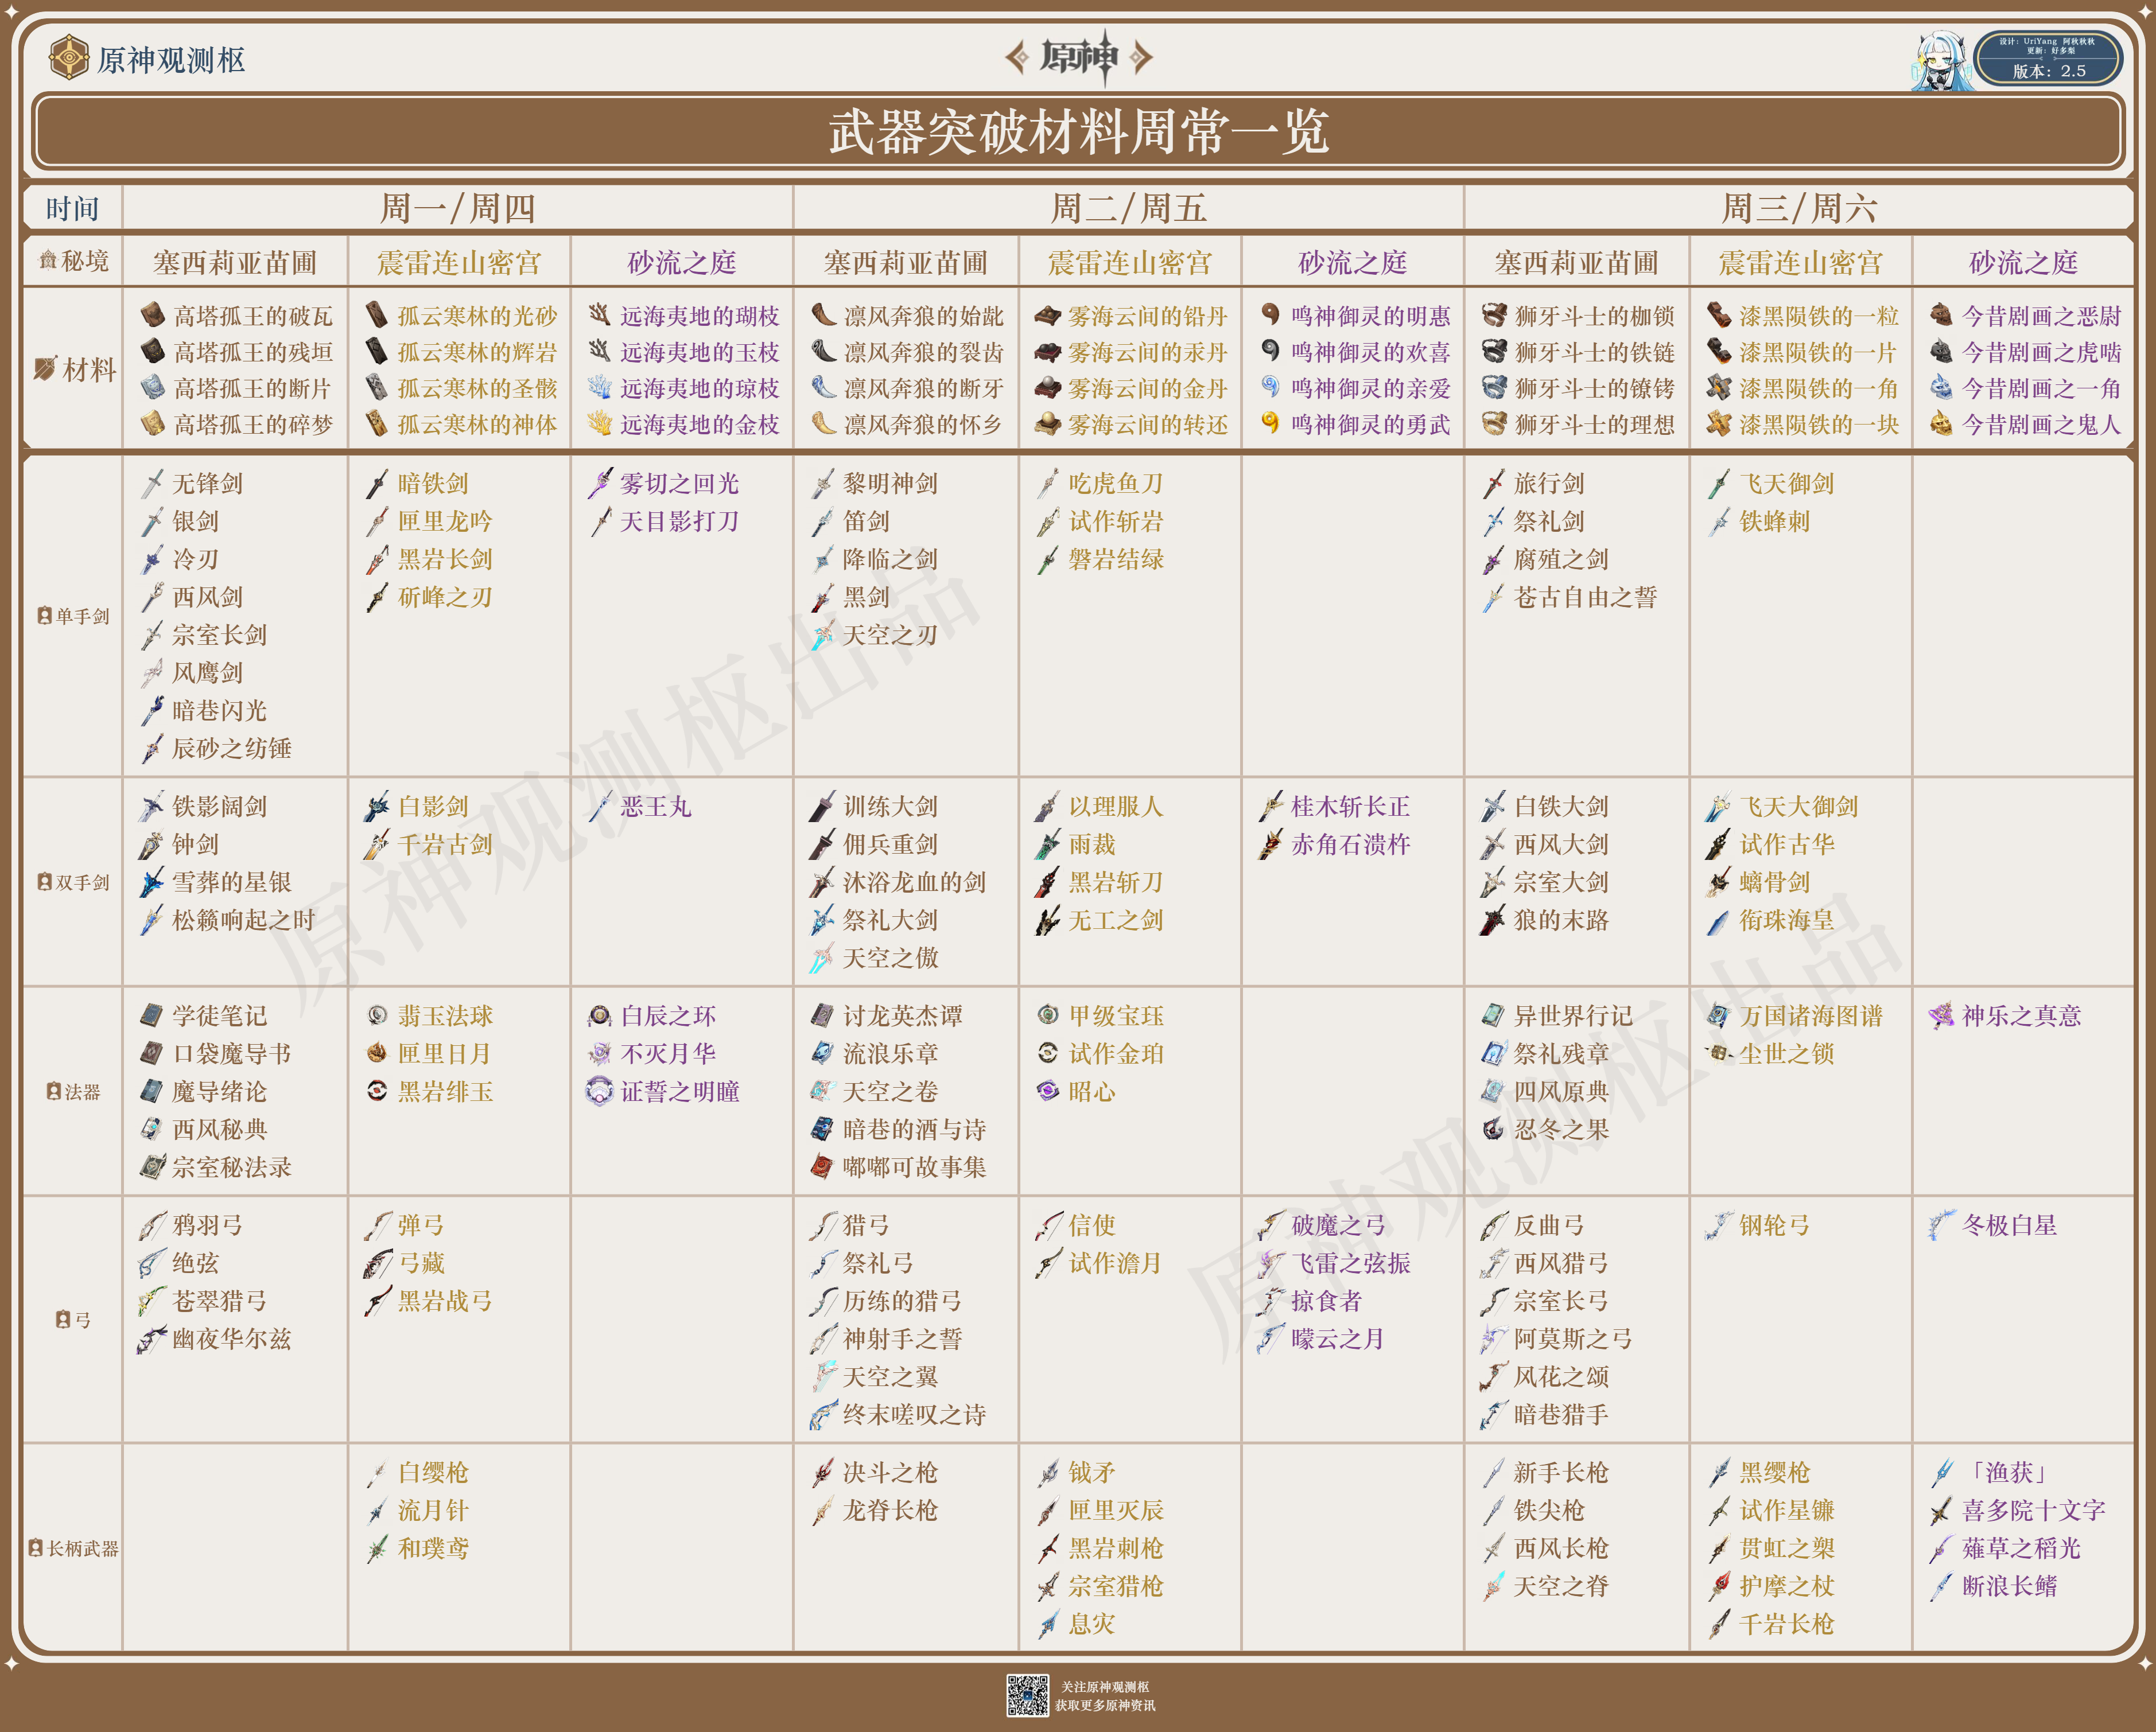 原神观测枢
原神
设计：UriYang 阿秋秋秋
更新：好多梨
版本：2.5
武器突破材料周常一览
时间
周一/周四
周二/周五
周三/周六
秘境
塞西莉亚苗圃
震雷连山密宫
砂流之庭
塞西莉亚苗圃
震雷连山密宫
砂流之庭
塞西莉亚苗圃
震雷连山密宫
砂流之庭
材料
高塔孤王的破瓦
高塔孤王的残垣
高塔孤王的断片
高塔孤王的碎梦
孤云寒林的光砂
孤云寒林的辉岩
孤云寒林的圣骸
孤云寒林的神体
远海夷地的瑚枝
远海夷地的玉枝
远海夷地的琼枝
远海夷地的金枝
凛风奔狼的始龀
凛风奔狼的裂齿
凛风奔狼的断牙
凛风奔狼的怀乡
雾海云间的铅丹
雾海云间的汞丹
雾海云间的金丹
雾海云间的转还
鸣神御灵的明惠
鸣神御灵的欢喜
鸣神御灵的亲爱
鸣神御灵的勇武
狮牙斗士的枷锁
狮牙斗士的铁链
狮牙斗士的镣铐
狮牙斗士的理想
漆黑陨铁的一粒
漆黑陨铁的一片
漆黑陨铁的一角
漆黑陨铁的一块
今昔剧画之恶尉
今昔剧画之虎啮
今昔剧画之一角
今昔剧画之鬼人
单手剑
无锋剑
银剑
冷刃
西风剑
宗室长剑
风鹰剑
暗巷闪光
辰砂之纺锤
暗铁剑
匣里龙吟
黑岩长剑
斫峰之刃
雾切之回光
天目影打刀
黎明神剑
笛剑
降临之剑
黑剑
天空之刃
吃虎鱼刀
试作斩岩
磐岩结绿
旅行剑
祭礼剑
腐殖之剑
苍古自由之誓
飞天御剑
铁蜂刺
双手剑
铁影阔剑
钟剑
雪葬的星银
松籁响起之时
白影剑
千岩古剑
恶王丸
训练大剑
佣兵重剑
沐浴龙血的剑
祭礼大剑
天空之傲
以理服人
雨裁
黑岩斩刀
无工之剑
桂木斩长正
赤角石溃杵
白铁大剑
西风大剑
宗室大剑
狼的末路
飞天大御剑
试作古华
螭骨剑
衔珠海皇
法器
学徒笔记
口袋魔导书
魔导绪论
西风秘典
宗室秘法录
翡玉法球
匣里日月
黑岩绯玉
白辰之环
不灭月华
证誓之明瞳
讨龙英杰谭
流浪乐章
天空之卷
暗巷的酒与诗
嘟嘟可故事集
甲级宝珏
试作金珀
昭心
异世界行记
祭礼残章
四风原典
忍冬之果
万国诸海图谱
尘世之锁
神乐之真意
弓
鸦羽弓
绝弦
苍翠猎弓
幽夜华尔兹
弹弓
弓藏
黑岩战弓
猎弓
祭礼弓
历练的猎弓
神射手之誓
天空之翼
终末嗟叹之诗
信使
试作澹月
破魔之弓
飞雷之弦振
掠食者
曚云之月
反曲弓
西风猎弓
宗室长弓
阿莫斯之弓
风花之颂
暗巷猎手
钢轮弓
冬极白星
长柄武器
白缨枪
流月针
和璞鸢
决斗之枪
龙脊长枪
钺矛
匣里灭辰
黑岩刺枪
宗室猎枪
息灾
新手长枪
铁尖枪
西风长枪
天空之脊
黑缨枪
试作星镰
贯虹之槊
护摩之杖
千岩长枪
「渔获」
喜多院十文字
薙草之稻光
断浪长鳍
原神观测枢出品
原神观测枢出品
关注原神观测枢
获取更多原神资讯